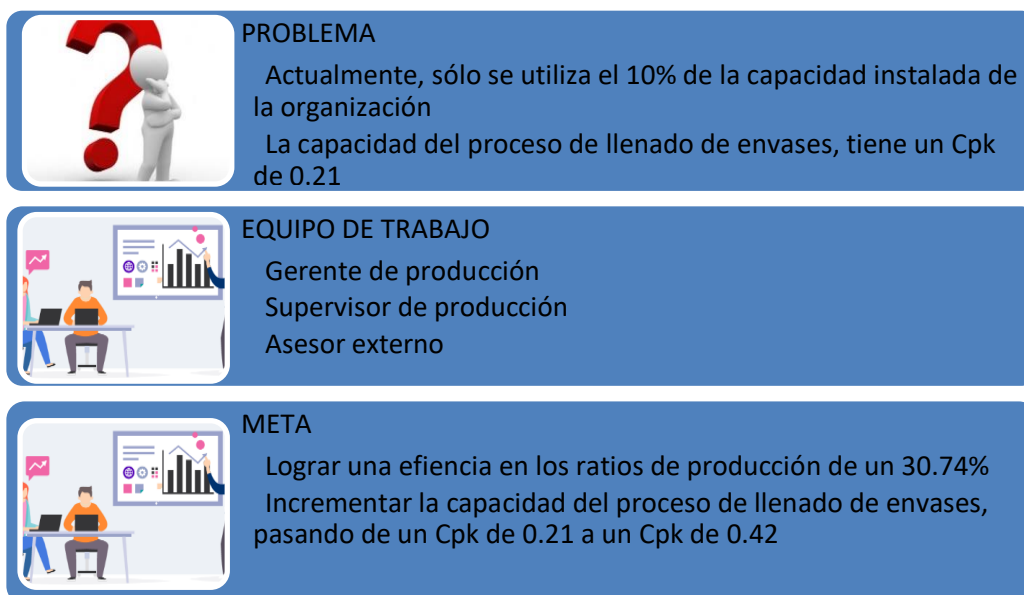 PROBLEMA
Actualmente, sólo se utiliza el 10% de la capacidad instalada de
la organización
La capacidad del proceso de llenado de envases, tiene un Cpk
de 0.21
EQUIPO DE TRABAJO
Gerente de producción
Supervisor de producción
Asesor externo
META
Lograr una efiencia en los ratios de producción de un 30.74%
Incrementar la capacidad del proceso de llenado de envases,
pasando de un Cpk de 0.21 a un Cpk de 0.42